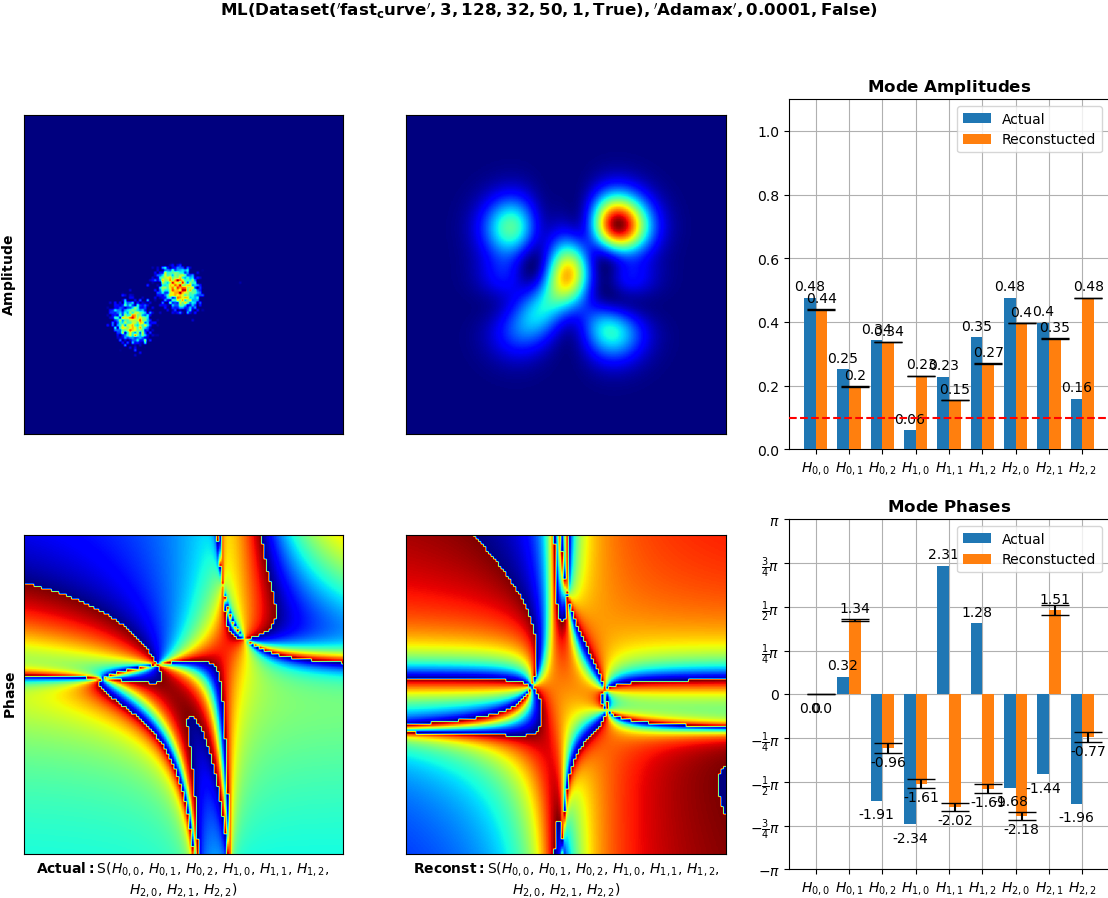 ML(Dataset(′fast_curve′, 3, 128, 32, 50, 1, True), ′Adamax′, 0.0001, False)
Amplitude
Mode Amplitudes
Actual
Reconstucted
1.0
0.8
0.6
0.4
0.2
0.0
0.48
0.44
0.25
0.2
0.34
0.34
0.06
0.23
0.23
0.15
0.35
0.27
0.48
0.4
0.4
0.35
0.16
0.48
H0,0 H0,1 H0,2 H1,0 H1,1 H1,2 H2,0 H2,1 H2,2
Phase
Mode Phases
Actual
Reconstucted
π
3/4π
1/2π
1/4π
0
−1/4π
−1/2π
−3/4π
−π
0.0
0.0
0.32
1.34
-1.91
-0.96
-2.34
-1.61
2.31
-2.02
1.28
-1.69
-1.68
-2.18
-1.44
1.51
-1.96
-0.77
H0,0 H0,1 H0,2 H1,0 H1,1 H1,2 H2,0 H2,1 H2,2
Actual: S(H0,0, H0,1, H0,2, H1,0, H1,1, H1,2,
H2,0, H2,1, H2,2)
Reconst: S(H0,0, H0,1, H0,2, H1,0, H1,1, H1,2,
H2,0, H2,1, H2,2)